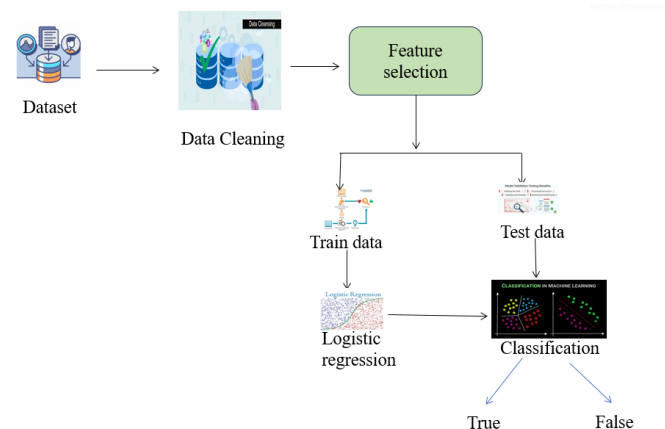 Data Cleansing
Feature
selection
Dataset
Data Cleaning
Train data
Test data
Logistic Regression
CLASSIFICATION IN MACHINE LEARNING
Logistic
regression
Classification
True
False